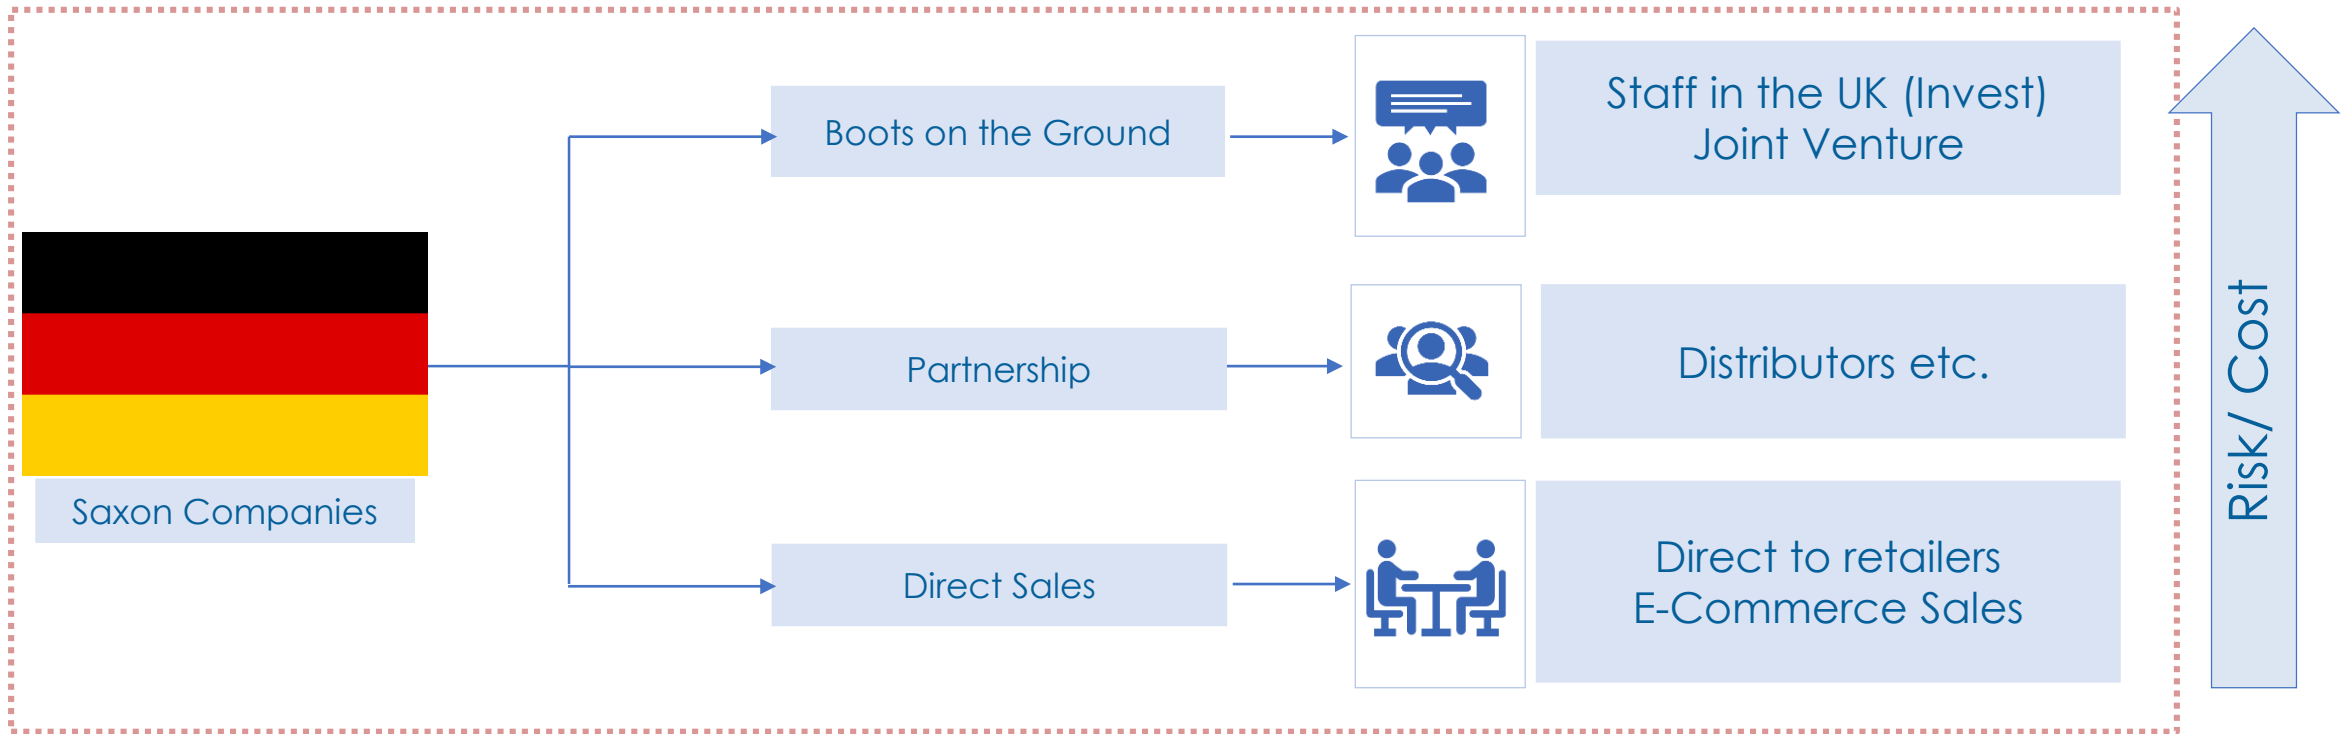 Saxon Companies
Boots on the Ground
Staff in the UK (Invest)
Joint Venture
Partnership
Distributors etc.
Direct Sales
Direct to retailers
E-Commerce Sales
Risk/ Cost